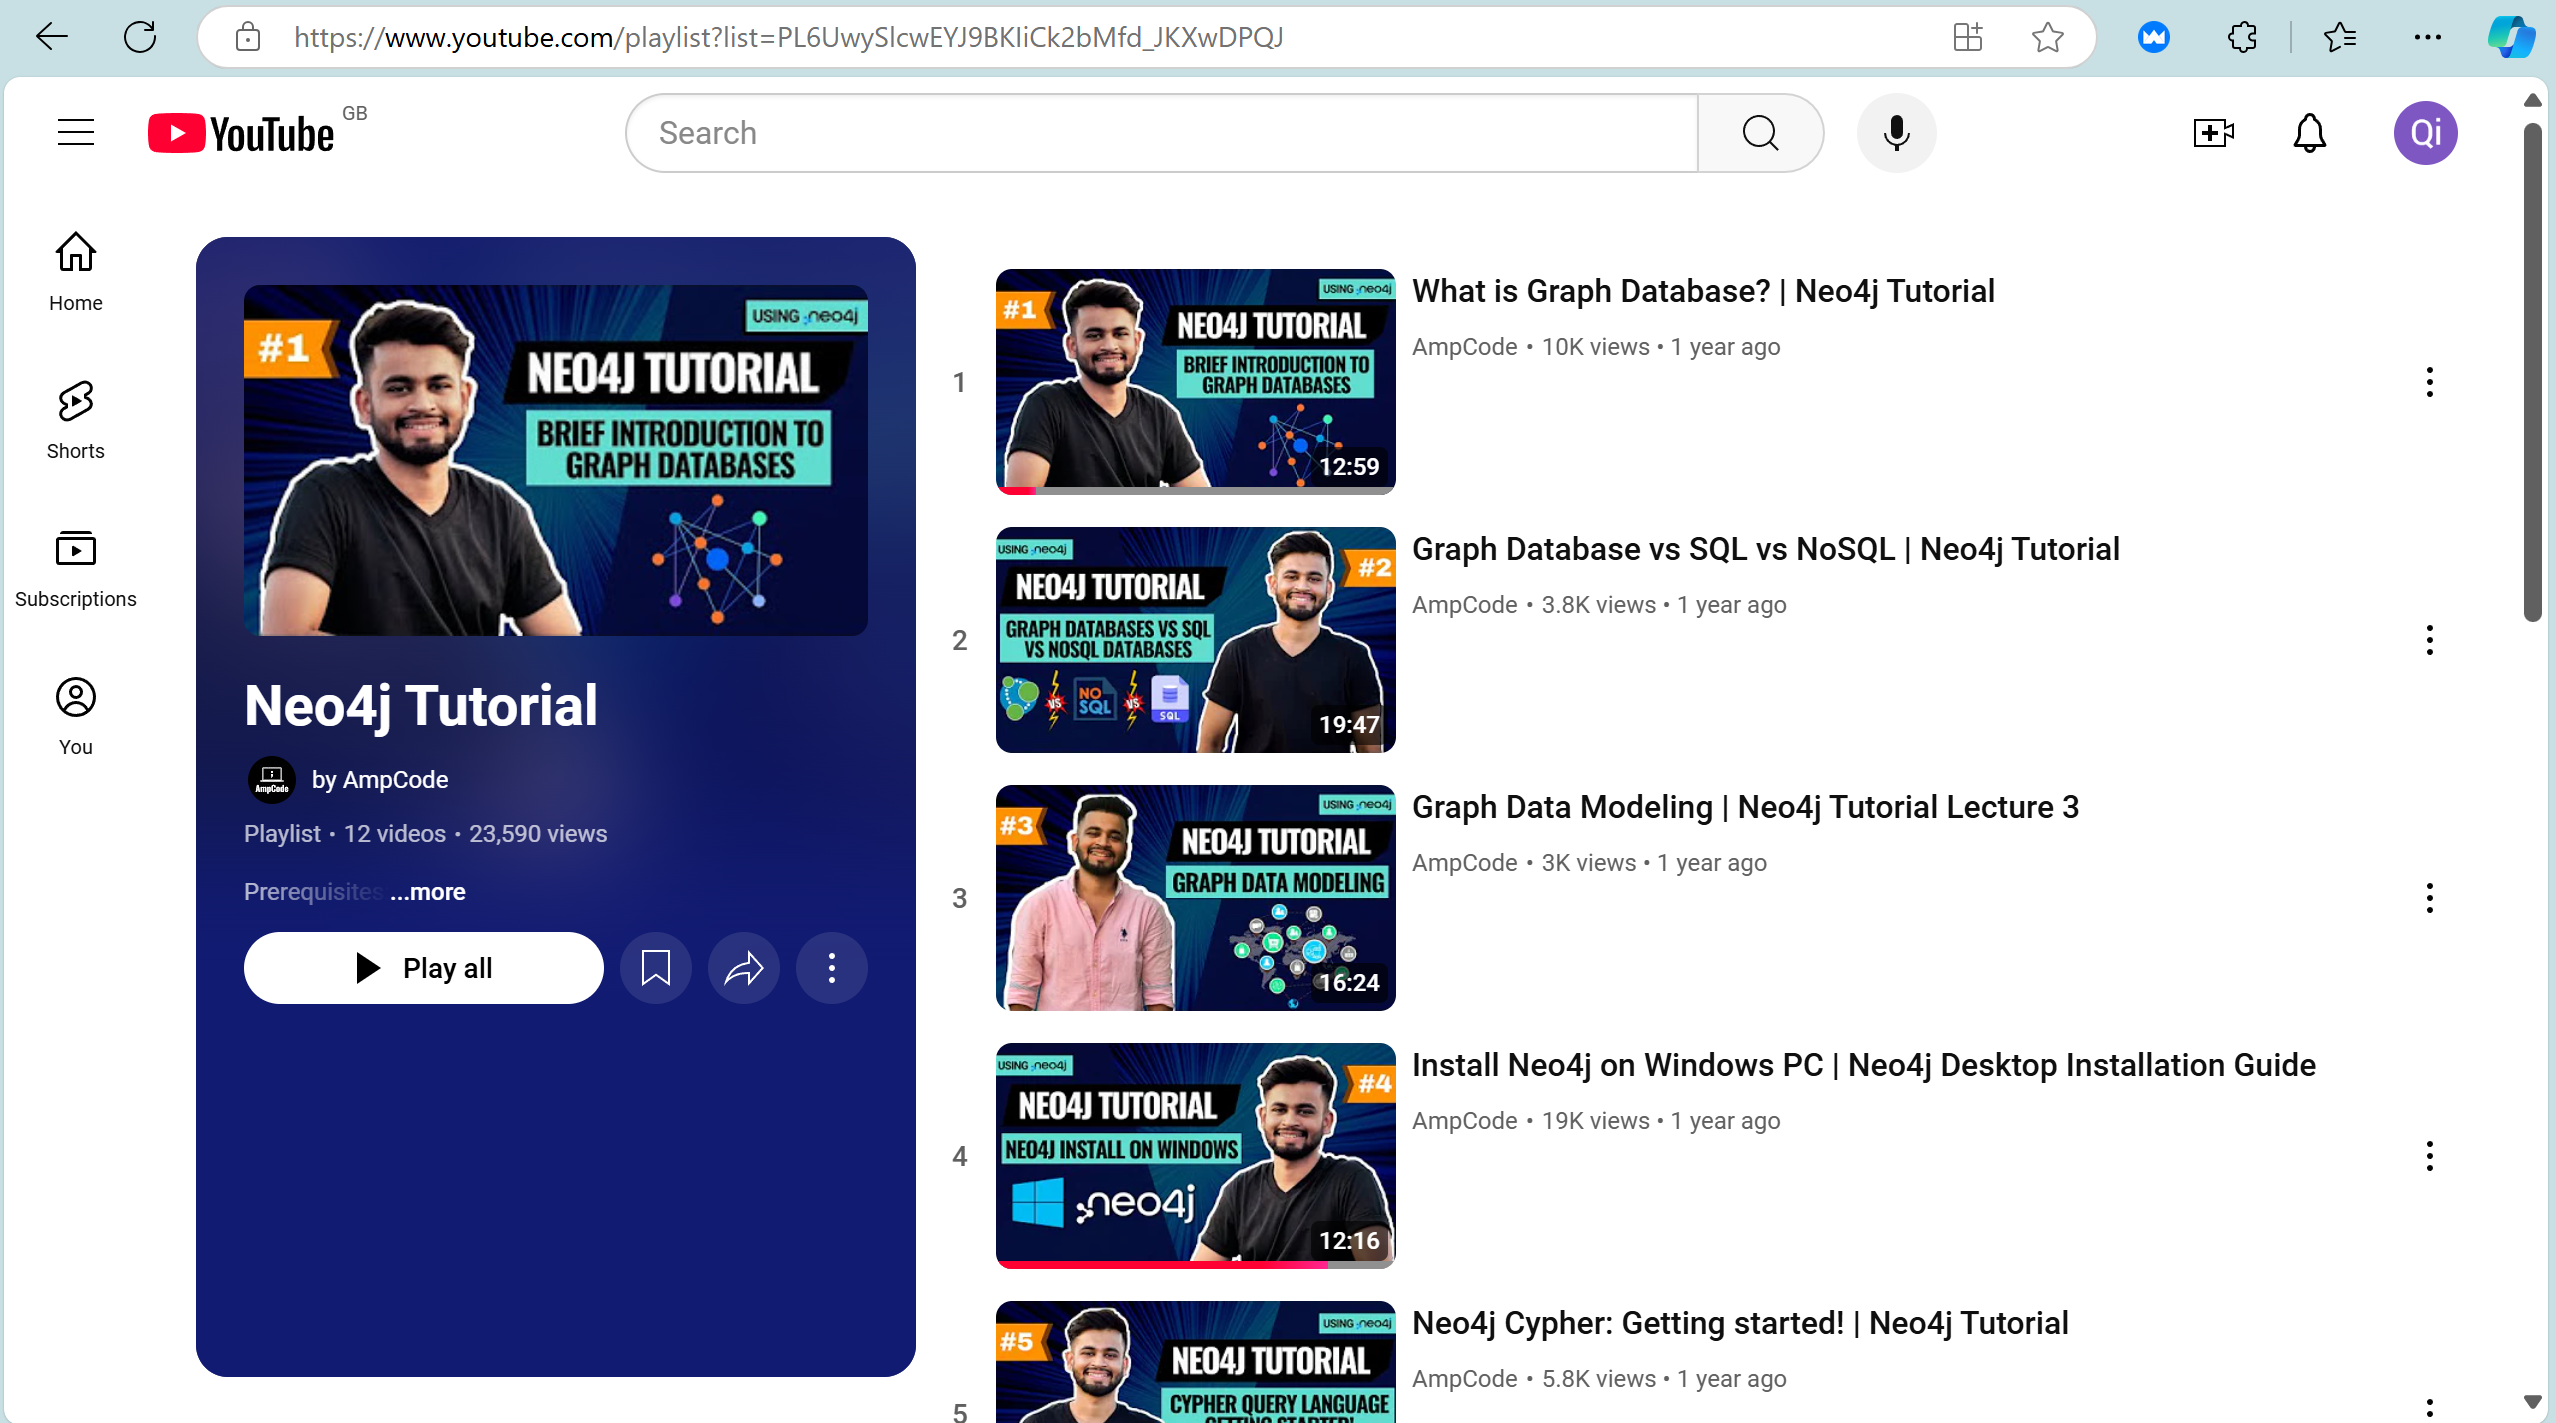 https://www.youtube.com/playlist?list=PL6UwySlcwEYJ9BKIiCk2bMfd_JKXwDPQJ
YouTube GB
Search
Qi
Home
Shorts
Subscriptions
You
#1
USING neo4j
NEO4J TUTORIAL
BRIEF INTRODUCTION TO
GRAPH DATABASES
Neo4j Tutorial
AmpCode
by AmpCode
Playlist • 12 videos • 23,590 views
Prerequisites ...more
Play all
1
#1
USING neo4j
NEO4J TUTORIAL
BRIEF INTRODUCTION TO
GRAPH DATABASES
12:59
What is Graph Database? | Neo4j Tutorial
AmpCode • 10K views • 1 year ago
2
USING neo4j
#2
NEO4J TUTORIAL
GRAPH DATABASES VS SQL
VS NOSQL DATABASES
VS
NO
SQL
VS
SQL
19:47
Graph Database vs SQL vs NoSQL | Neo4j Tutorial
AmpCode • 3.8K views • 1 year ago
3
#3
USING neo4j
NEO4J TUTORIAL
GRAPH DATA MODELING
16:24
Graph Data Modeling | Neo4j Tutorial Lecture 3
AmpCode • 3K views • 1 year ago
4
USING neo4j
#4
NEO4J TUTORIAL
NEO4J INSTALL ON WINDOWS
neo4j
12:16
Install Neo4j on Windows PC | Neo4j Desktop Installation Guide
AmpCode • 19K views • 1 year ago
5
#5
USING neo4j
NEO4J TUTORIAL
CYPHER QUERY LANGUAGE
GETTING STARTED!
Neo4j Cypher: Getting started! | Neo4j Tutorial
AmpCode • 5.8K views • 1 year ago